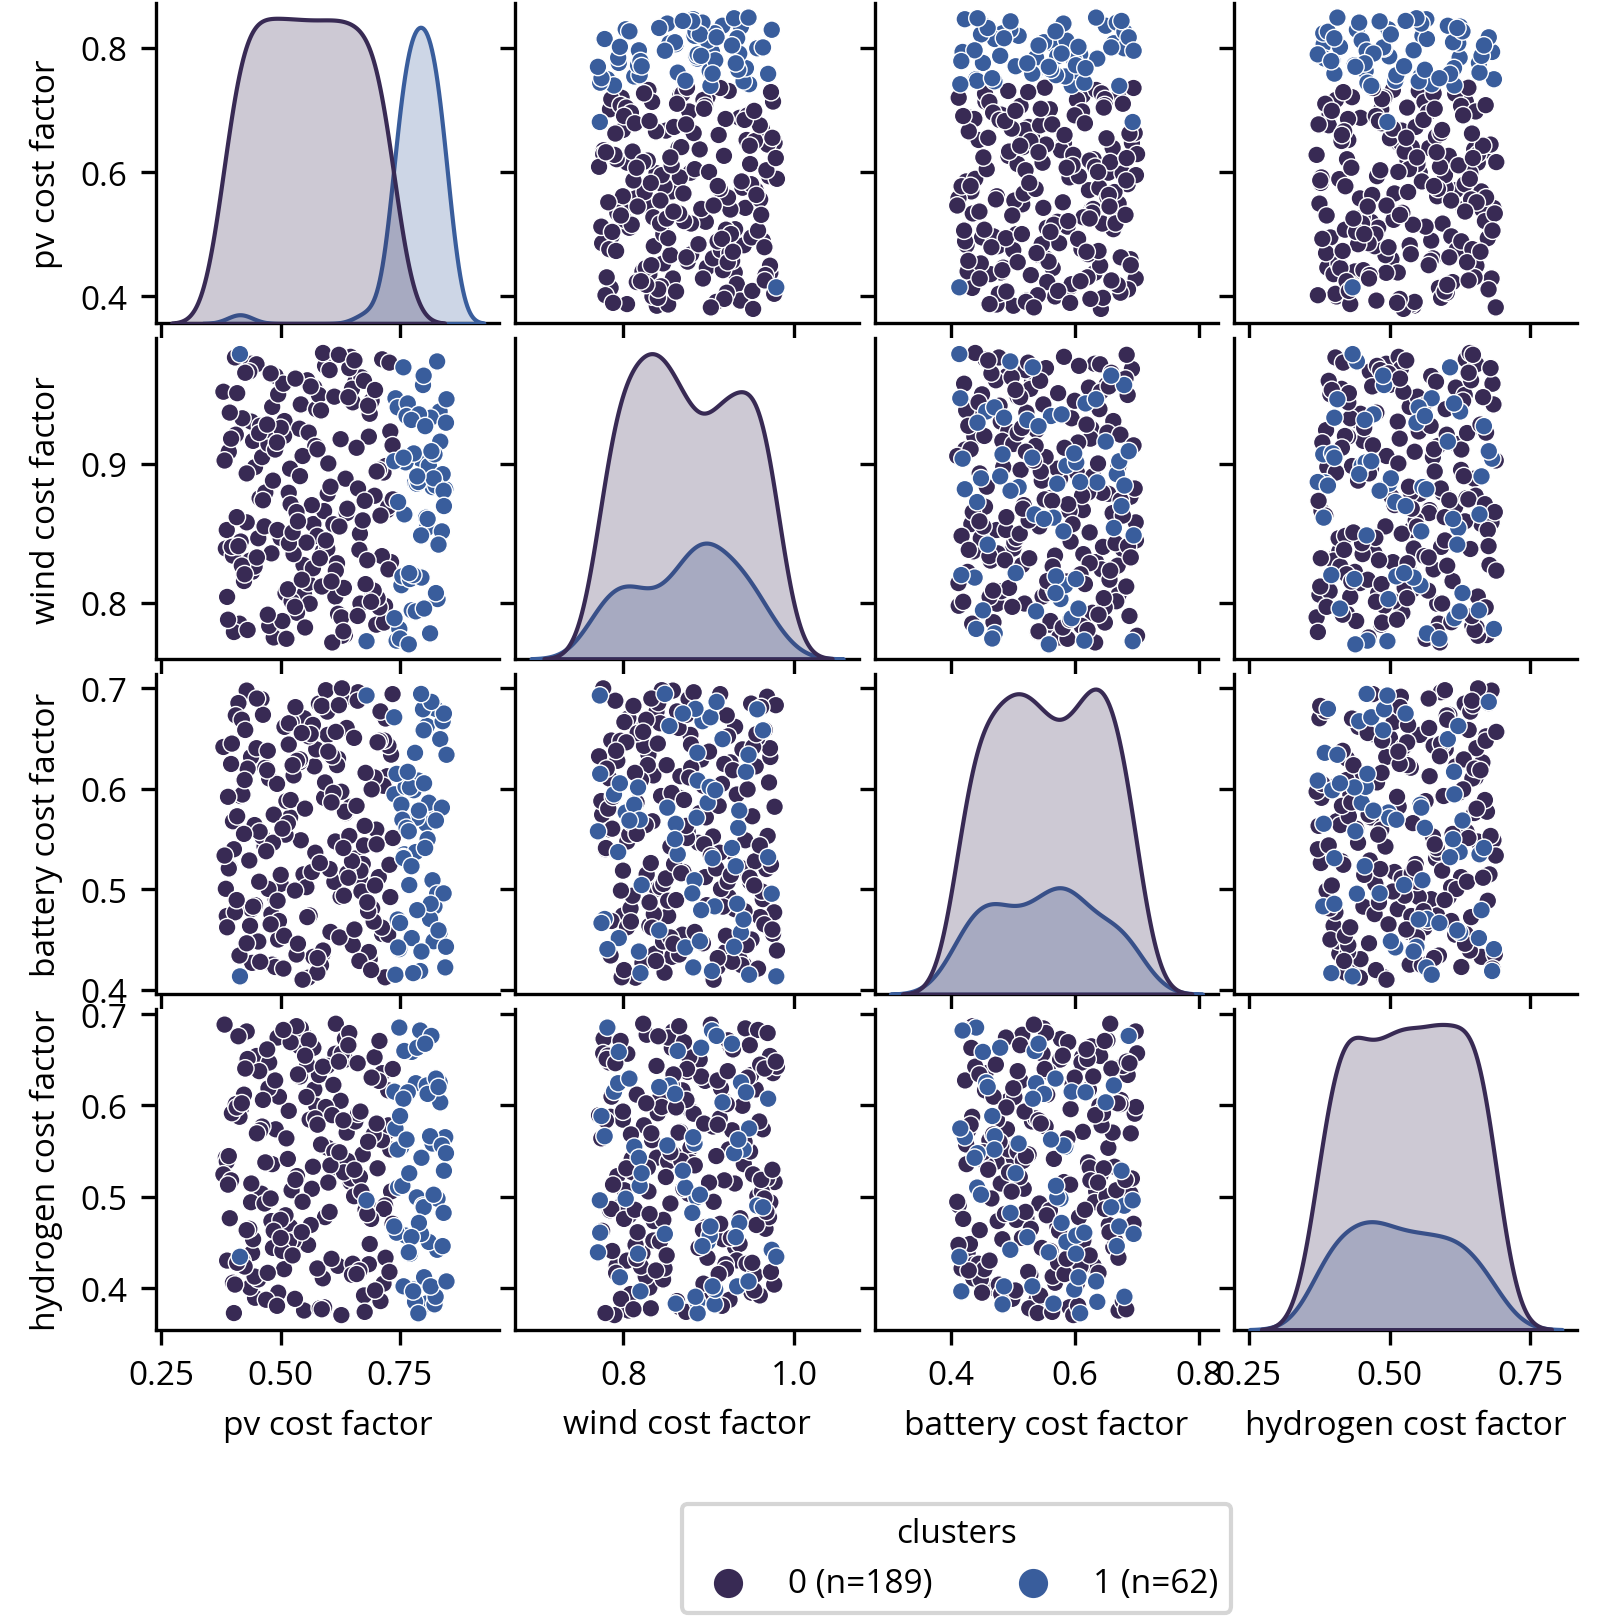 pv cost factor
0.8
0.6
0.4
wind cost factor
0.9
0.8
battery cost factor
0.7
0.6
0.5
0.4
hydrogen cost factor
0.7
0.6
0.5
0.4
0.25 0.50 0.75 0.8 1.0 0.4 0.6 0.8 0.25 0.50 0.75
pv cost factor wind cost factor battery cost factor hydrogen cost factor
clusters
0 (n=189) 1 (n=62)